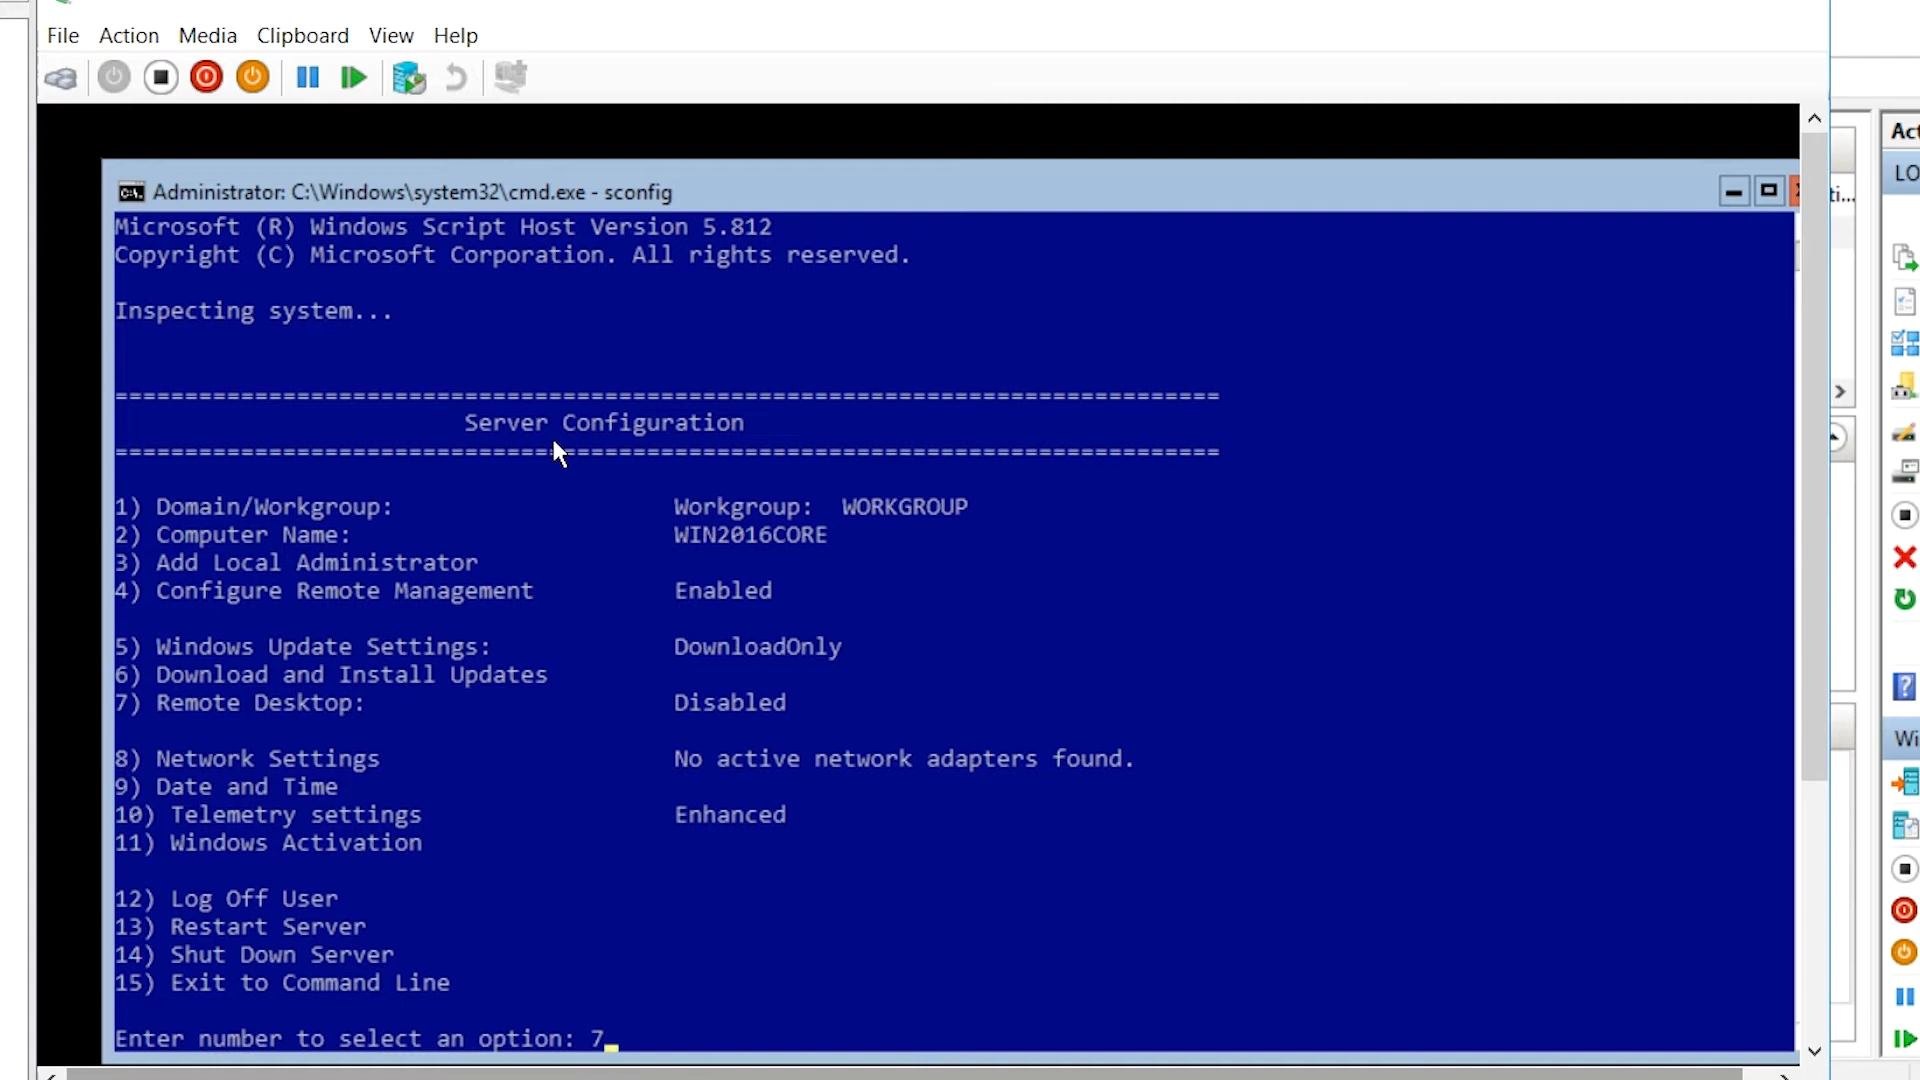 File Action Media Clipboard View Help
Administrator: C:\Windows\system32\cmd.exe - sconfig
Microsoft (R) Windows Script Host Version 5.812
Copyright (C) Microsoft Corporation. All rights reserved.
Inspecting system...
===============================================================================
Server Configuration
===============================================================================
1) Domain/Workgroup: Workgroup: WORKGROUP
2) Computer Name: WIN2016CORE
3) Add Local Administrator
4) Configure Remote Management Enabled
5) Windows Update Settings: DownloadOnly
6) Download and Install Updates
7) Remote Desktop: Disabled
8) Network Settings No active network adapters found.
9) Date and Time
10) Telemetry settings Enhanced
11) Windows Activation
12) Log Off User
13) Restart Server
14) Shut Down Server
15) Exit to Command Line
Enter number to select an option: 7_
Act
LO
ti...
Wi